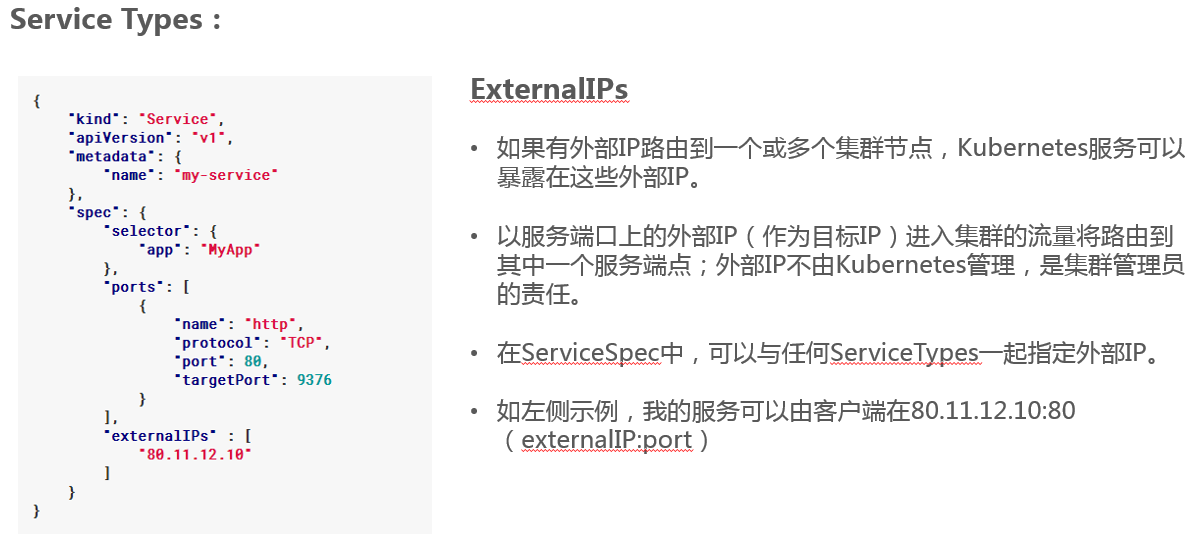 Service Types :
{
"kind": "Service",
"apiVersion": "v1",
"metadata": {
"name": "my-service"
},
"spec": {
"selector": {
"app": "MyApp"
},
"ports": [
{
"name": "http",
"protocol": "TCP",
"port": 80,
"targetPort": 9376
}
],
"externalIPs" : [
"80.11.12.10"
]
}
}
ExternalIPs
• 如果有外部IP路由到一个或多个集群节点，Kubernetes服务可以
暴露在这些外部IP。
• 以服务端口上的外部IP（作为目标IP）进入集群的流量将路由到
其中一个服务端点；外部IP不由Kubernetes管理，是集群管理员
的责任。
• 在ServiceSpec中，可以与任何ServiceTypes一起指定外部IP。
• 如左侧示例，我的服务可以由客户端在80.11.12.10:80
（externalIP:port）